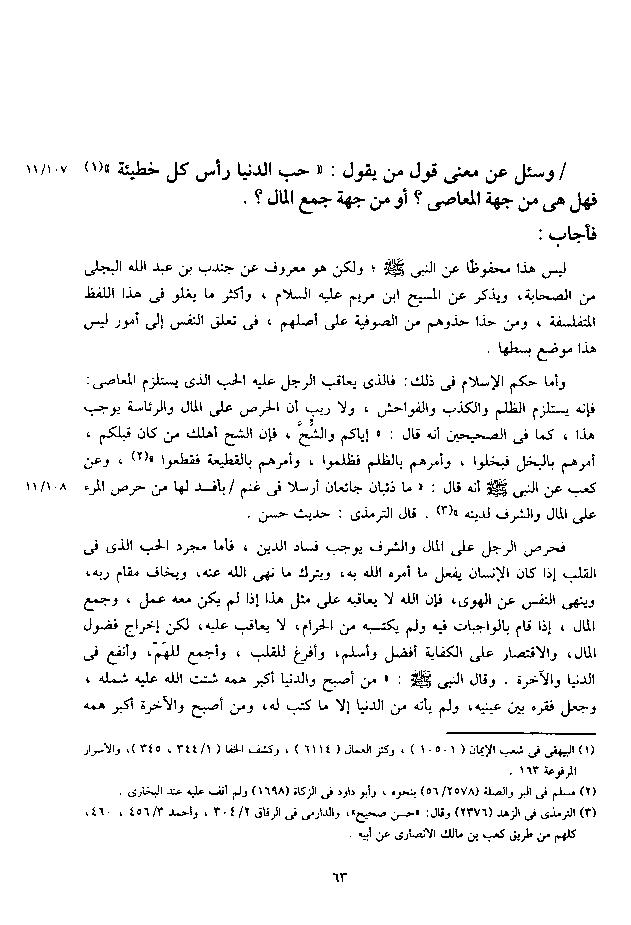 / وسئل عن معنى قول من يقول : « حب الدنيا رأس كل خطيئة »(١) ١١/١٠٧
فهل هى من جهة المعاصى ؟ أو من جهة جمع المال ؟ .
فأجاب :
ليس هذا محفوظًا عن النبى ﷺ ؛ ولكن هو معروف عن جندب بن عبد الله البجلى
من الصحابة، ويذكر عن المسيح ابن مريم عليه السلام ، وأكثر ما يغلو فى هذا اللفظ
المتفلسفة ، ومن حذا حذوهم من الصوفية على أصلهم ، فى تعلق النفس إلى أمور ليس
هذا موضع بسطها .
وأما حكم الإسلام فى ذلك: فالذى يعاقب الرجل عليه الحب الذى يستلزم المعاصى:
فإنه يستلزم الظلم والكذب والفواحش ، ولا ريب أن الحرص على المال والرئاسة يوجب
هذا ، كما فى الصحيحين أنه قال : « إياكم والشُّحَّ ، فإن الشح أهلك من كان قبلكم ،
أمرهم بالبخل فبخلوا ، وأمرهم بالظلم فظلموا ، وأمرهم بالقطيعة فقطعوا »(٢) ، وعن
كعب عن النبى ﷺ أنه قال : « ما ذئبان جائعان أرسلا فى غنم / بأفسد لها من حرص المرء ١١/١٠٨
على المال والشرف لدينه »(٣) . قال الترمذى : حديث حسن .
فحرص الرجل على المال والشرف يوجب فساد الدين ، فأما مجرد الحب الذى فى
القلب إذا كان الإنسان يفعل ما أمره الله به، ويترك ما نهى الله عنه، ويخاف مقام ربه،
وينهى النفس عن الهوى، فإن الله لا يعاقبه على مثل هذا إذا لم يكن معه عمل ، وجمع
المال ، إذا قام بالواجبات فيه ولم يكتسبه من الحرام، لا يعاقب عليه، لكن إخراج فضول
المال، والاقتصار على الكفاية أفضل وأسلم، وأفرغ للقلب ، وأجمع للهَمّ، وأنفع فى
الدنيا والآخرة . وقال النبى ﷺ : « من أصبح والدنيا أكبر همه شتت الله عليه شمله ،
وجعل فقره بين عينيه، ولم يأته من الدنيا إلا ما كتب له، ومن أصبح والآخرة أكبر همه
(١) البيهقى فى شعب الإيمان ( ١٠٥٠١ ) ، وكنز العمال ( ٦١١٤ ) ، وكشف الخفا ( ١/ ٣٤٤ ، ٣٤٥ )، والأسرار
المرفوعة ١٦٣ .
(٢) مسلم فى البر والصلة (٢٥٧٨/ ٥٦) بنحوه ، وأبو داود فى الزكاة (١٦٩٨) ولم أقف عليه عند البخارى .
(٣) الترمذى فى الزهد (٢٣٧٦) وقال: «حسن صحيح»، والدارمى فى الرقاق ٢/ ٣٠٤ ، وأحمد ٣/ ٤٥٦ ، ٤٦٠،
كلهم من طريق كعب بن مالك الأنصارى عن أبيه .
٦٣